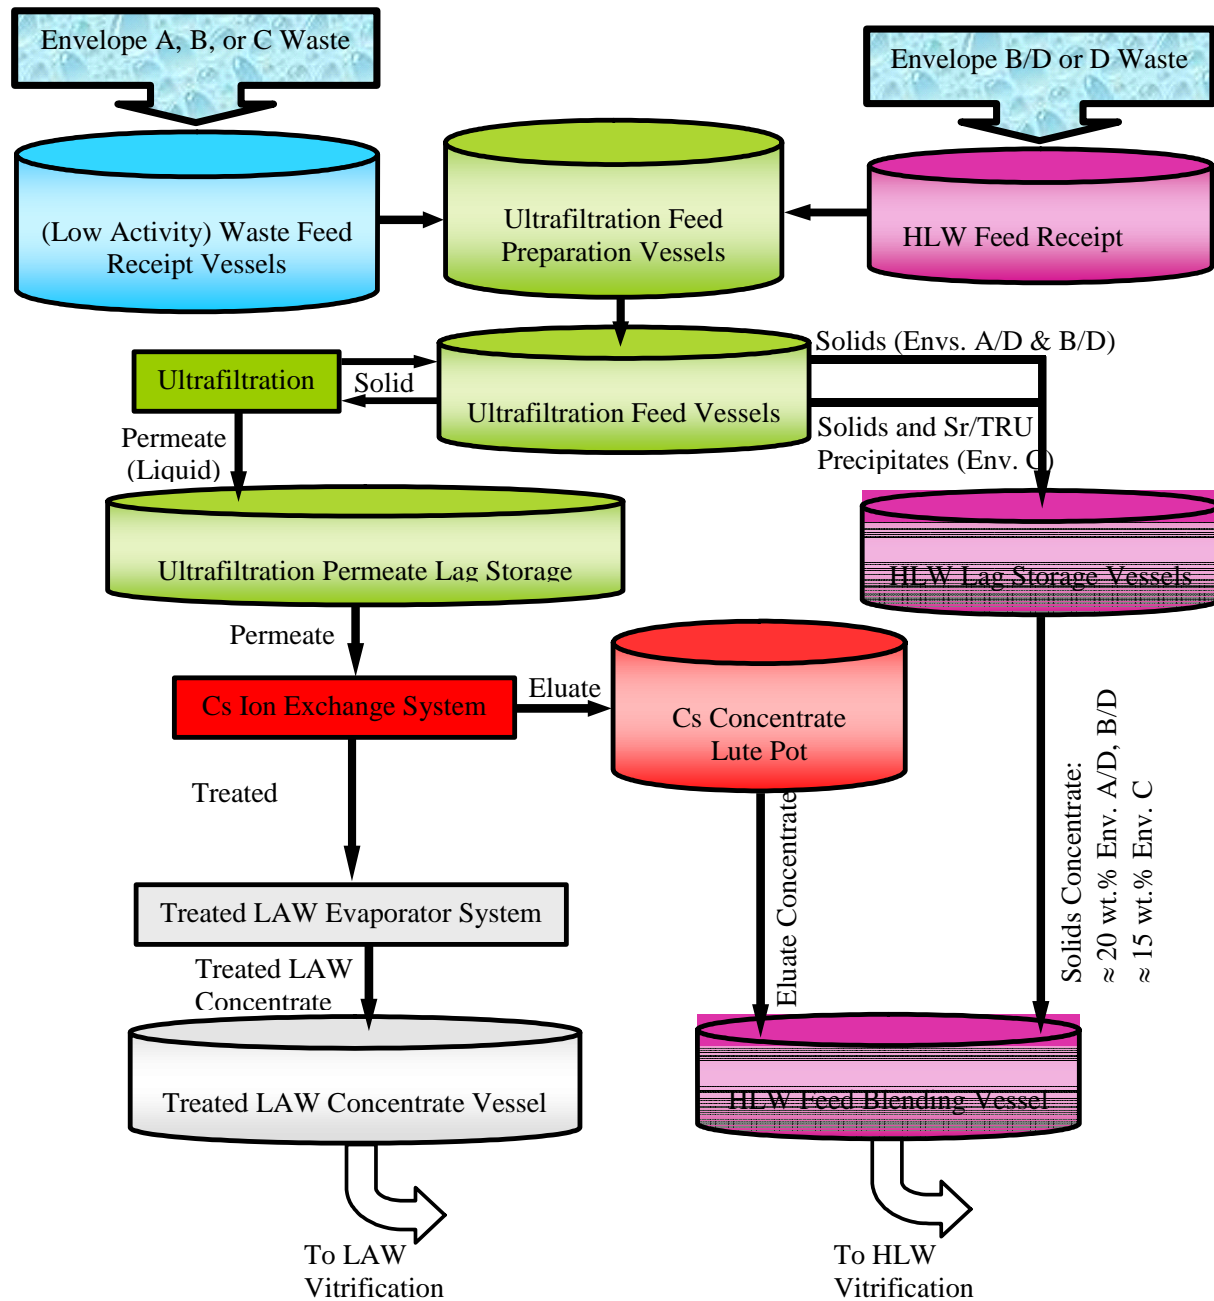 Envelope A, B, or C Waste
Envelope B/D or D Waste
(Low Activity) Waste Feed
Receipt Vessels
Ultrafiltration Feed
Preparation Vessels
HLW Feed Receipt
Ultrafiltration
Solid
Ultrafiltration Feed Vessels
Solids (Envs. A/D & B/D)
Solids and Sr/TRU
Precipitates (Env. C)
Permeate
(Liquid)
Ultrafiltration Permeate Lag Storage
HLW Lag Storage Vessels
Permeate
Cs Ion Exchange System
Eluate
Cs Concentrate
Lute Pot
Treated
Eluate Concentrate
Solids Concentrate:
≈ 20 wt.% Env. A/D, B/D
≈ 15 wt.% Env. C
Treated LAW Evaporator System
Treated LAW
Concentrate
Treated LAW Concentrate Vessel
HLW Feed Blending Vessel
To LAW
Vitrification
To HLW
Vitrification